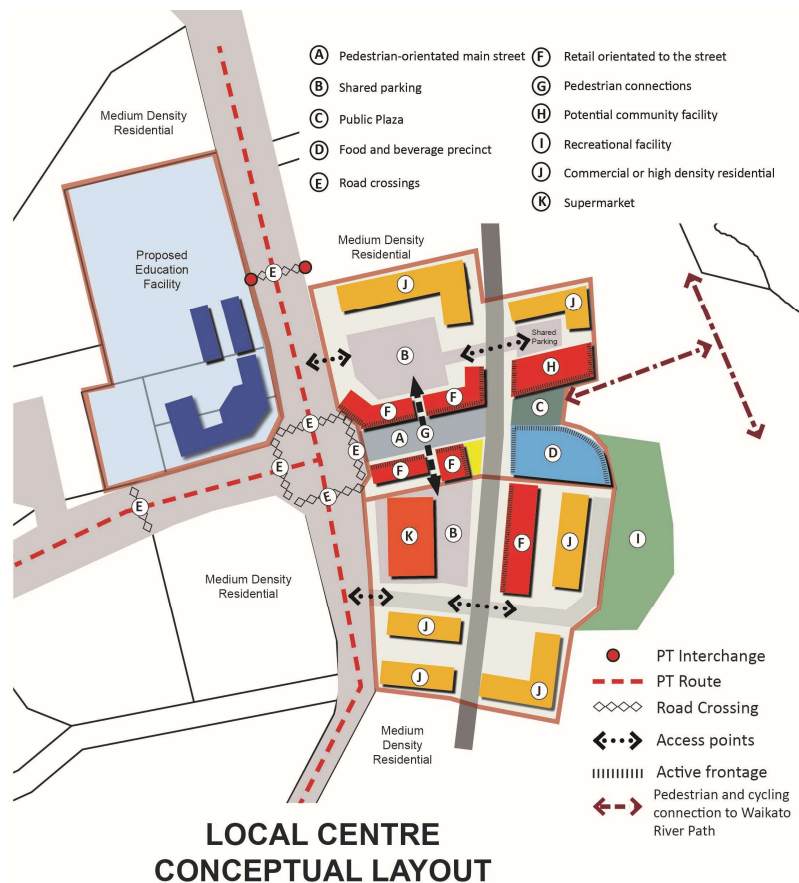 A Pedestrian-orientated main street
B Shared parking
C Public Plaza
D Food and beverage precinct
E Road crossings
F Retail orientated to the street
G Pedestrian connections
H Potential community facility
I Recreational facility
J Commercial or high density residential
K Supermarket
Medium Density
Residential
Proposed
Education
Facility
E
Medium Density
Residential
J
J
B
Shared
Parking
H
F
F
C
A
G
E
E
E
E
F
F
D
E
K
B
F
J
I
Medium Density
Residential
J
J
J
Medium
Density
Residential
PT Interchange
PT Route
Road Crossing
Access points
Active frontage
Pedestrian and cycling
connection to Waikato
River Path
LOCAL CENTRE
CONCEPTUAL LAYOUT